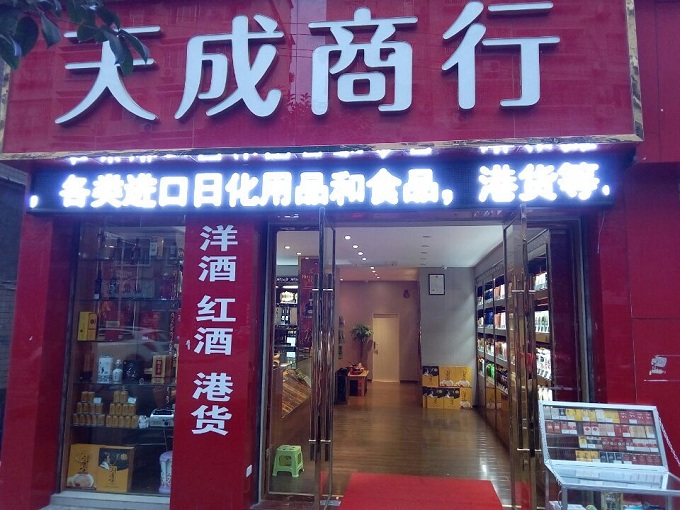 天成商行
，各类进口日化用品和食品，港货等.
洋酒 红酒 港货